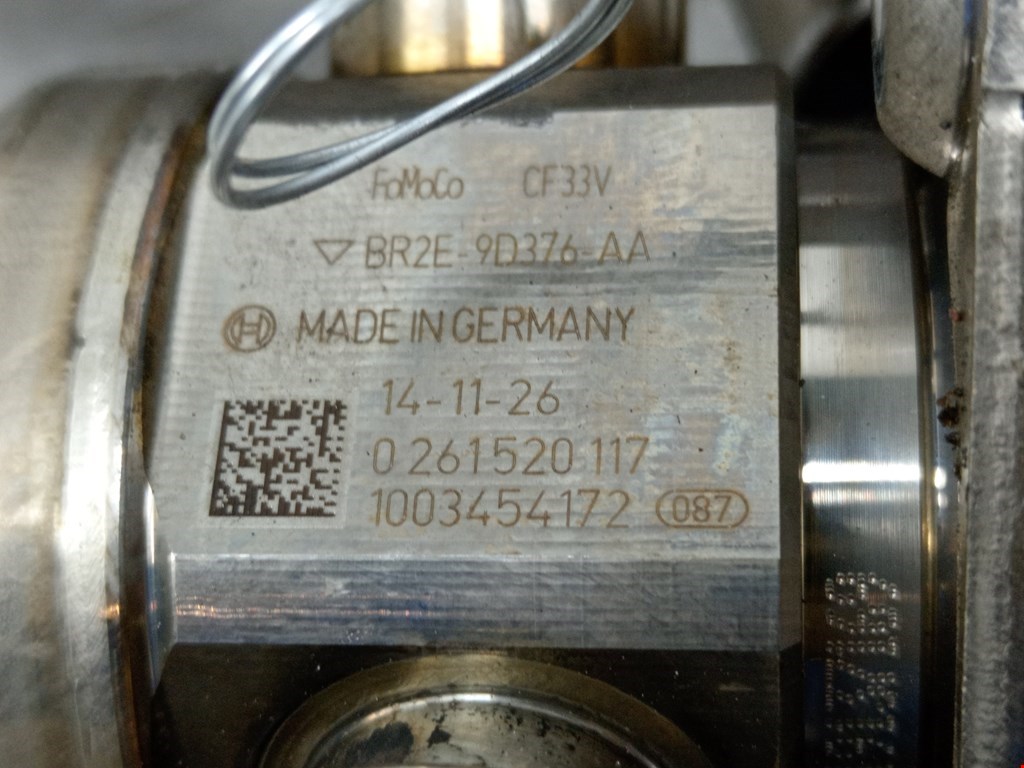 FoMoCo CF33V
BR2E-9D376-AA
MADE IN GERMANY
14-11-26
0 261 520 117
1003454172 087